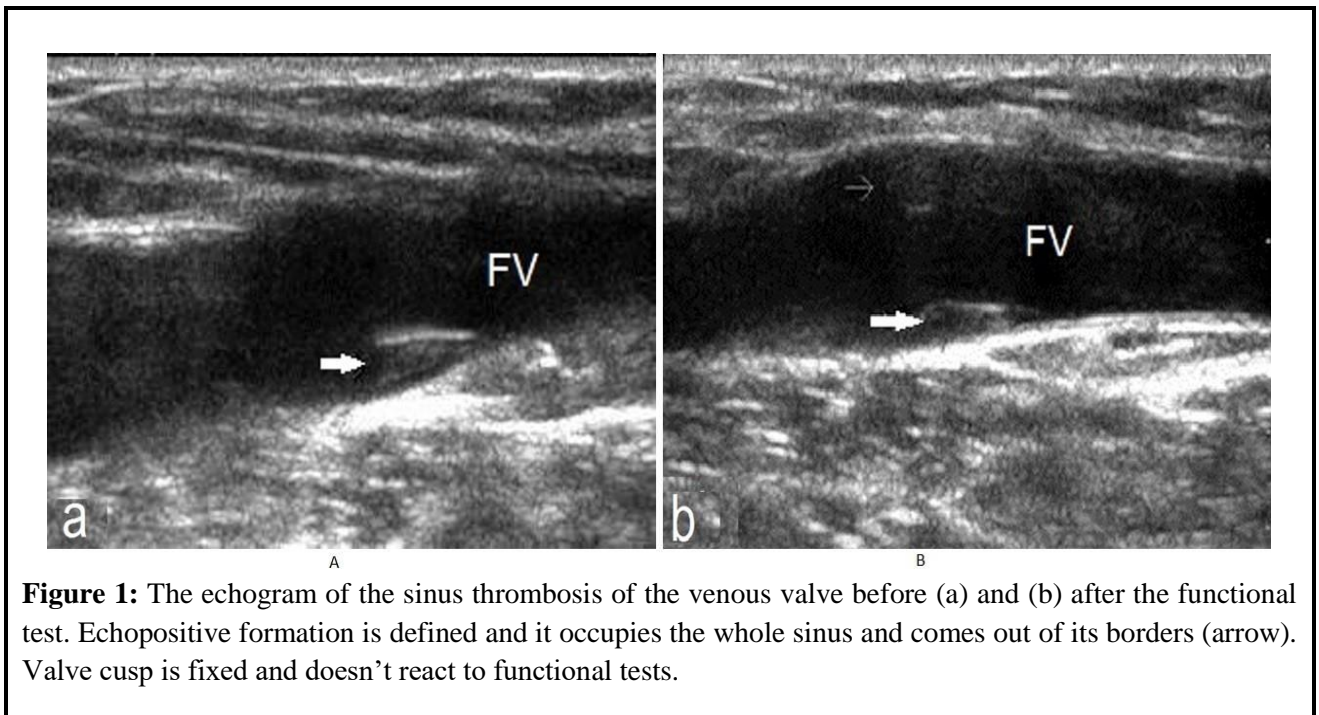 FV
FV
a
b
A
B
Figure 1: The echogram of the sinus thrombosis of the venous valve before (a) and (b) after the functional
test. Echopositive formation is defined and it occupies the whole sinus and comes out of its borders (arrow).
Valve cusp is fixed and doesn’t react to functional tests.